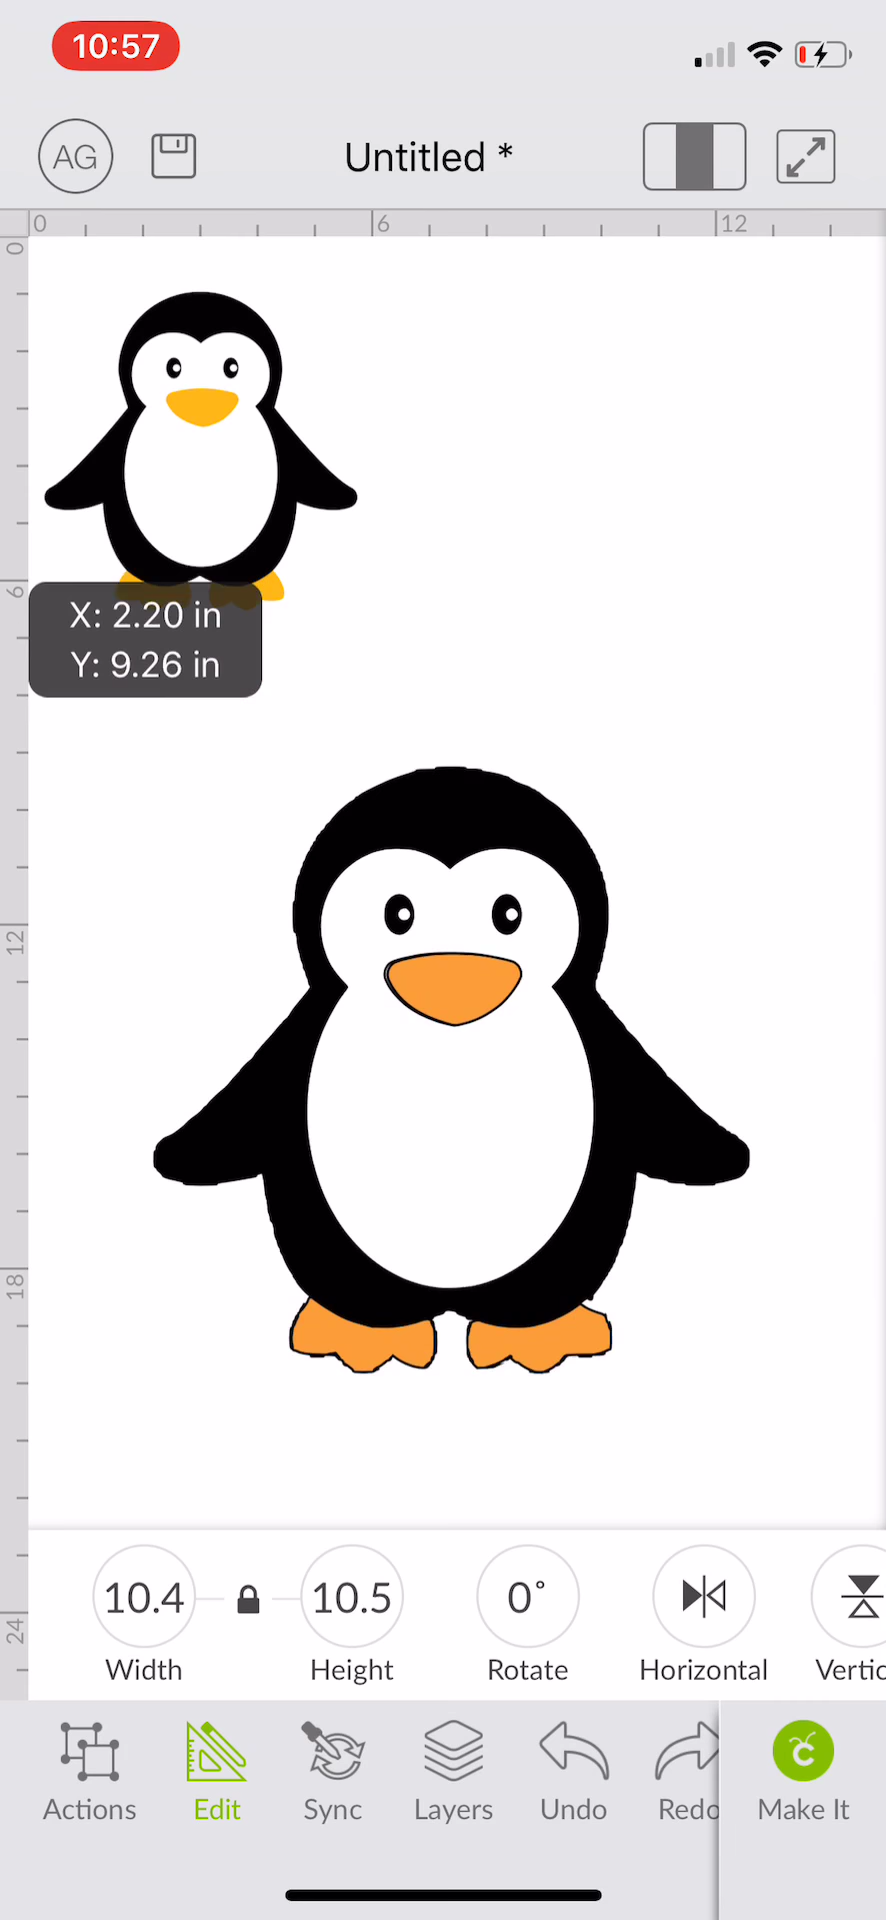 10:57
AG
Untitled *
0
6
12
0
6
X: 2.20 in
Y: 9.26 in
12
18
24
10.4
10.5
0°
Width
Height
Rotate
Horizontal
Vertic
Actions
Edit
Sync
Layers
Undo
Redo
Make It